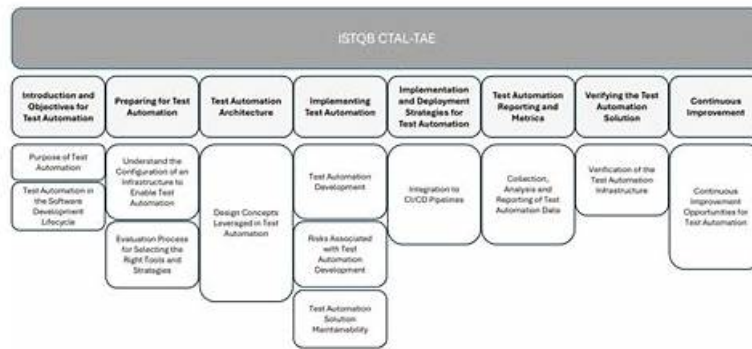 ISTQB CTAL-TAE
Introduction and
Objectives for
Test Automation
Preparing for Test
Automation
Test Automation
Architecture
Implementing
Test Automation
Implementation
and Deployment
Strategies for
Test Automation
Test Automation
Reporting and
Metrics
Verifying the Test
Automation
Solution
Continuous
Improvement
Purpose of Test
Automation
Test Automation in
the Software
Development
Lifecycle
Understand the
Configuration of an
Infrastructure to
Enable Test
Automation
Evaluation Process
for Selecting the
Right Tools and
Strategies
Design Concepts
Leveraged in Test
Automation
Test Automation
Development
Risks Associated
with Test
Automation
Development
Test Automation
Solution
Maintainability
Integration to
CI/CD Pipelines
Collection,
Analysis and
Reporting of Test
Automation Data
Verification of the
Test Automation
Infrastructure
Continuous
Improvement
Opportunities for
Test Automation